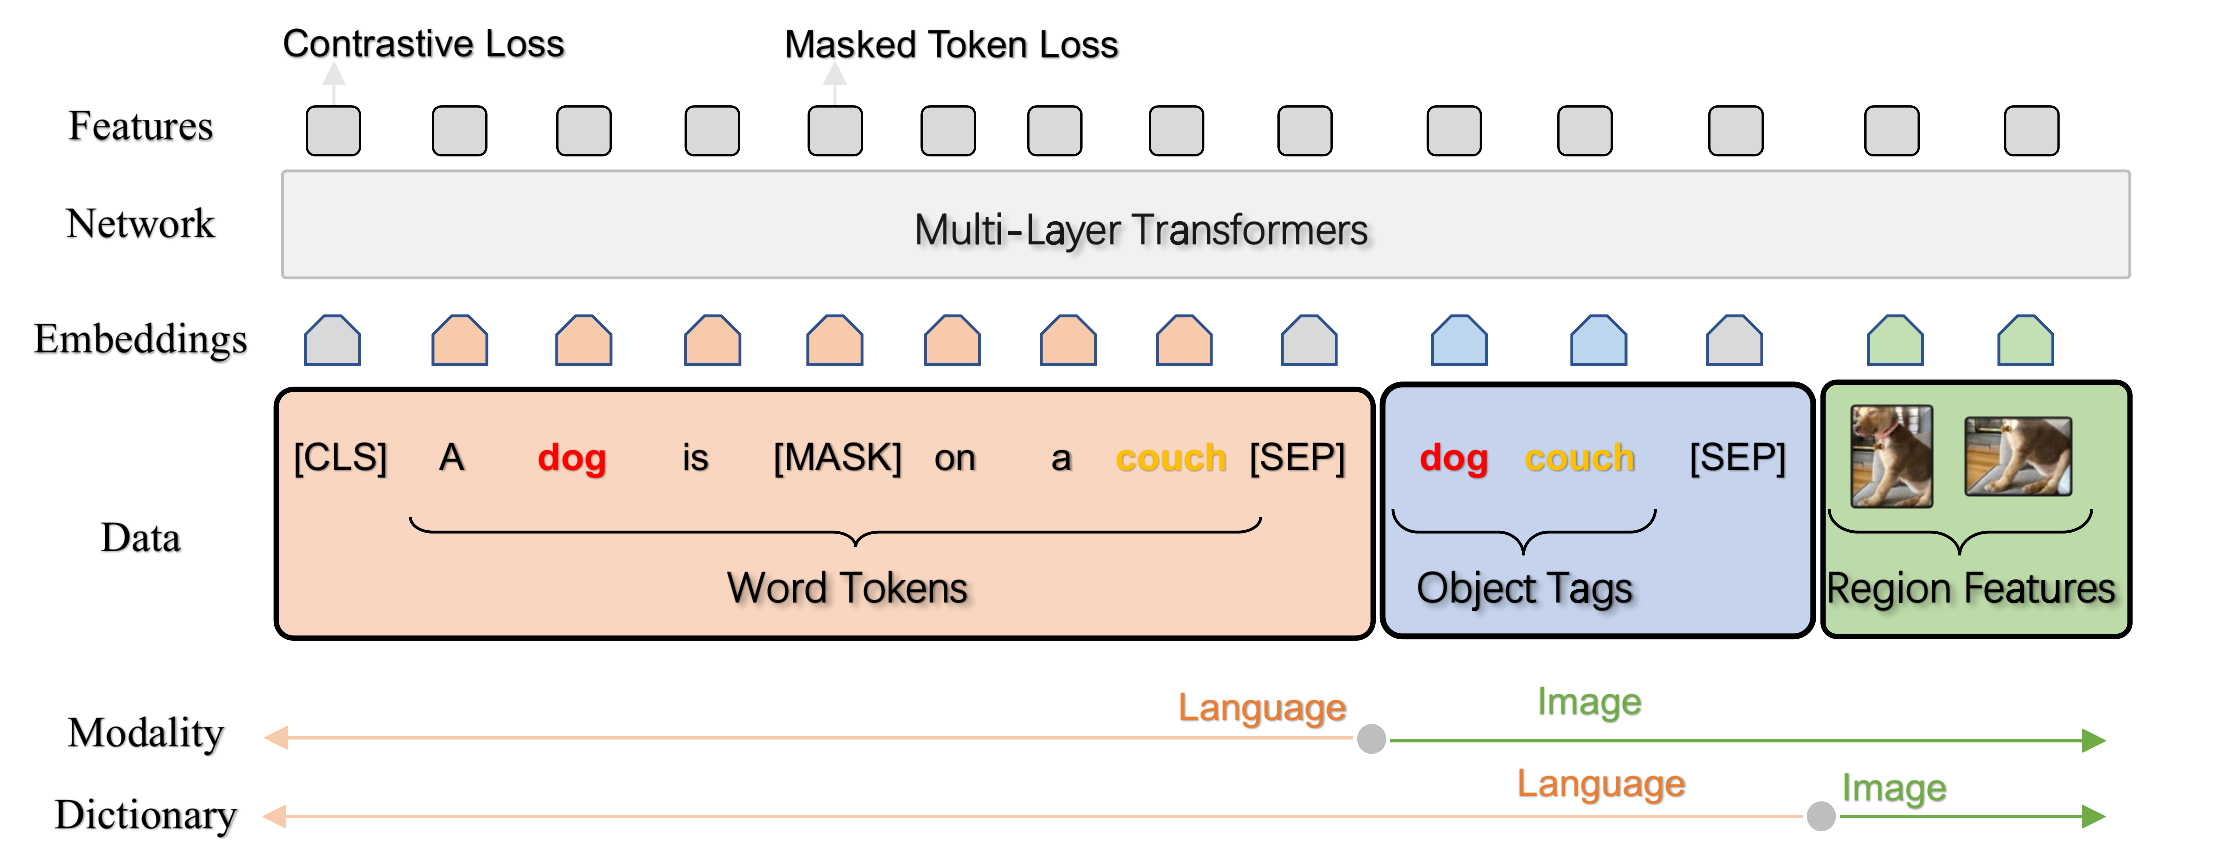 Contrastive Loss
Masked Token Loss
Features
Network
Multi-Layer Transformers
Embeddings
[CLS] A dog is [MASK] on a couch [SEP] dog couch [SEP]
Data
Word Tokens
Object Tags
Region Features
Modality
Language
Image
Dictionary
Language
Image